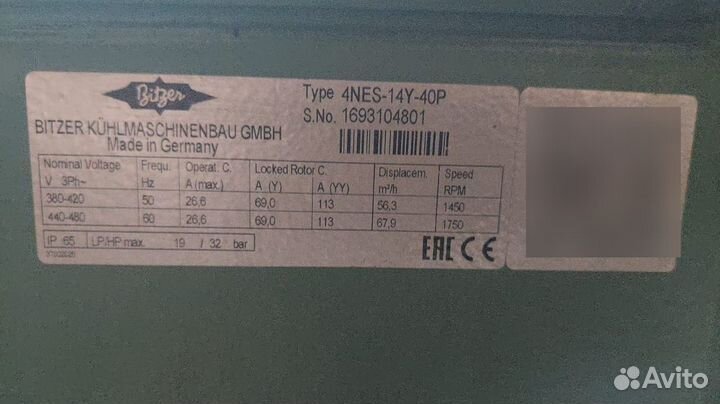 Bitzer
BITZER KÜHLMASCHINENBAU GMBH
Made in Germany
Type 4NES-14Y-40P
S.No. 1693104801
Nominal Voltage Frequ. Operat. C. Locked Rotor C. Displacem. Speed
V 3Ph~ Hz A (max.) A (Y) A (YY) m³/h RPM
380-420 50 26,6 69,0 113 56,3 1450
440-480 60 26,6 69,0 113 67,9 1750
IP 65 LP/HP max. 19 / 32 bar
EAC CE
Avito